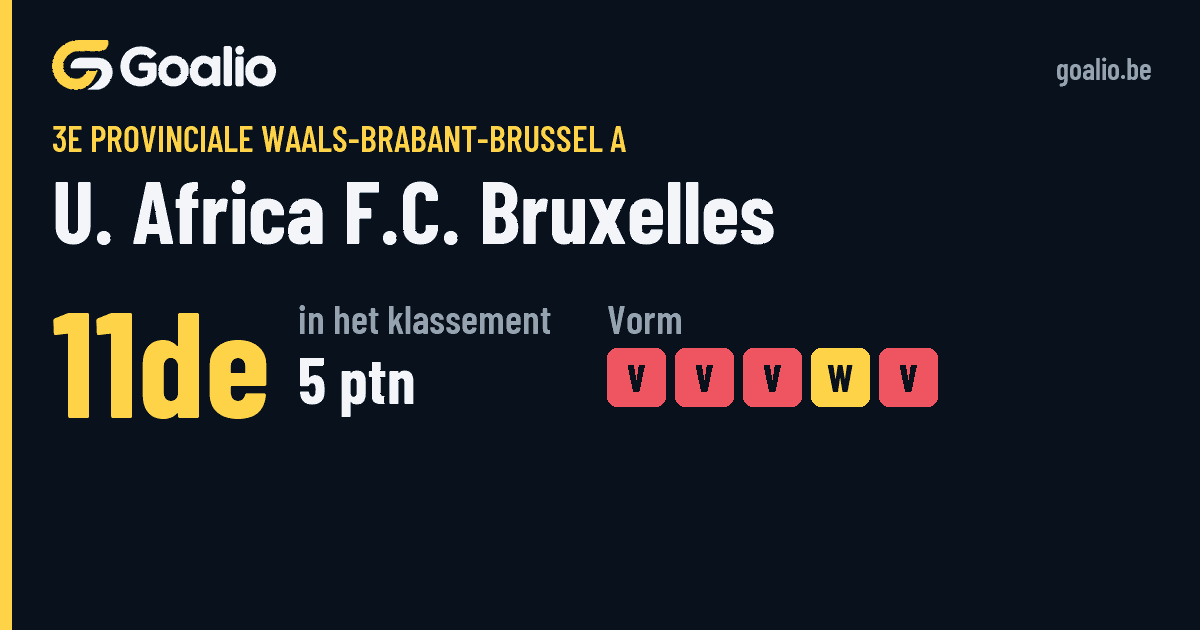 Goalio
goalio.be
3E PROVINCIALE WAALS-BRABANT-BRUSSEL A
U. Africa F.C. Bruxelles
11de
in het klassement
5 ptn
Vorm
V V V W V